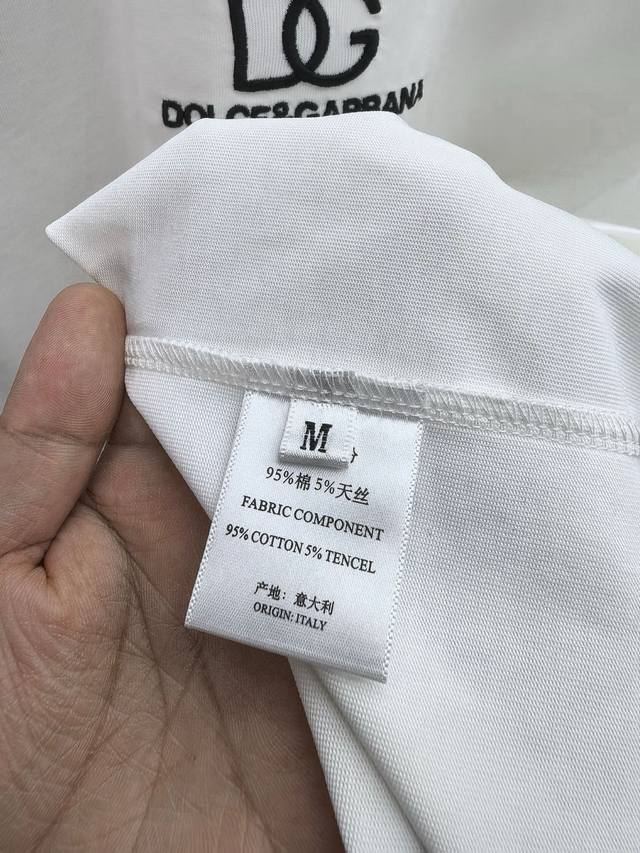 DG
DOLCE&GABBANA
M
95%棉 5%天丝
FABRIC COMPONENT
95% COTTON 5% TENCEL
产地：意大利
ORIGIN: ITALY